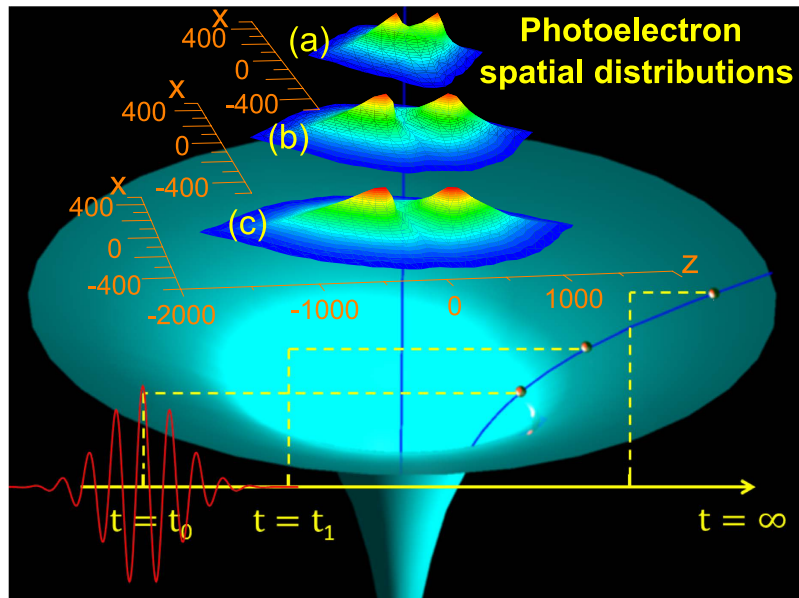 Photoelectron
spatial distributions
x
400
0
-400
(a)
x
400
0
-400
(b)
x
400
0
-400
(c)
-2000
-1000
0
1000
z
t = t₀
t = t₁
t = ∞